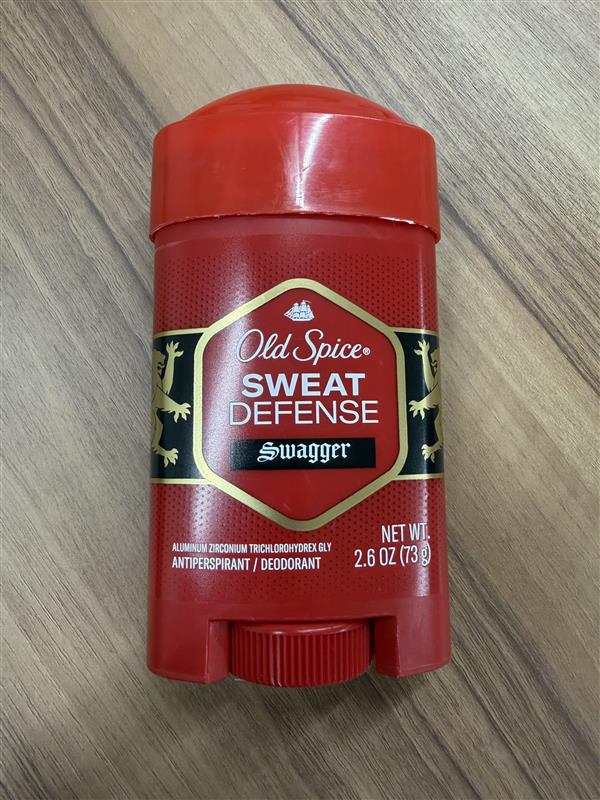 Old Spice®
SWEAT
DEFENSE
Swagger
ALUMINUM ZIRCONIUM TRICHLOROHYDREX GLY
ANTIPERSPIRANT / DEODORANT
NET WT.
2.6 OZ (73 g)